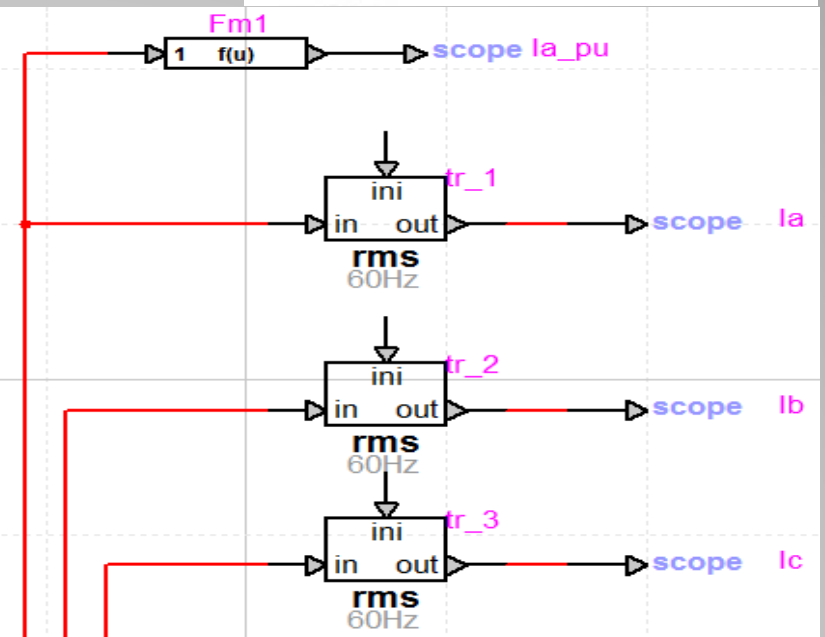 Fm1
1 f(u) scope Ia_pu
tr_1
ini
in out scope Ia
rms
60Hz
tr_2
ini
in out scope Ib
rms
60Hz
tr_3
ini
in out scope Ic
rms
60Hz